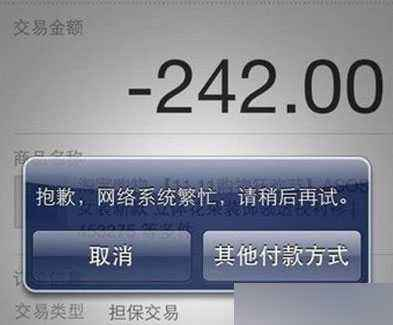 交易金额
-242.00
商品名称
抱歉，网络系统繁忙，请稍后再试。
取消
其他付款方式
交易类型 担保交易